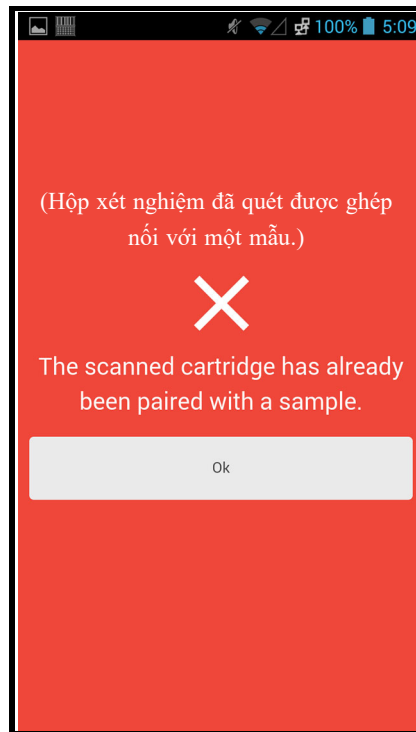 100% 5:09
(Hộp xét nghiệm đã quét được ghép
nối với một mẫu.)
The scanned cartridge has already
been paired with a sample.
Ok